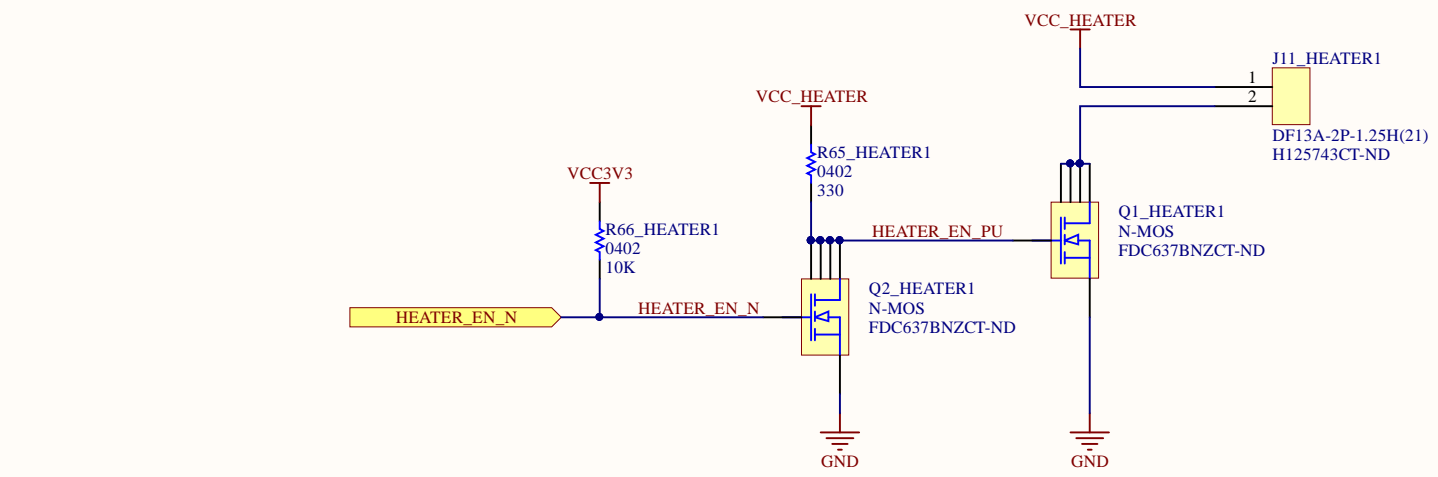 VCC_HEATER
J11_HEATER1
1
2
DF13A-2P-1.25H(21)
H125743CT-ND
VCC_HEATER
R65_HEATER1
0402
330
VCC3V3
R66_HEATER1
0402
10K
Q1_HEATER1
N-MOS
FDC637BNZCT-ND
HEATER_EN_PU
Q2_HEATER1
N-MOS
FDC637BNZCT-ND
HEATER_EN_N
HEATER_EN_N
GND
GND